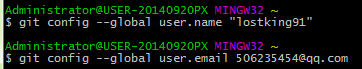 Administrator@USER-20140920PX MINGW32 ~
$ git config --global user.name "lostking91"
Administrator@USER-20140920PX MINGW32 ~
$ git config --global user.email 506235454@qq.com